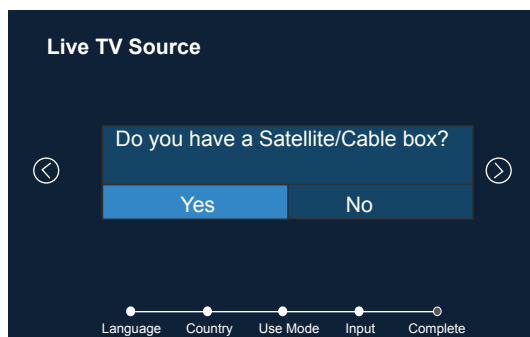 Live TV Source
Do you have a Satellite/Cable box?
Yes No
Language Country Use Mode Input Complete